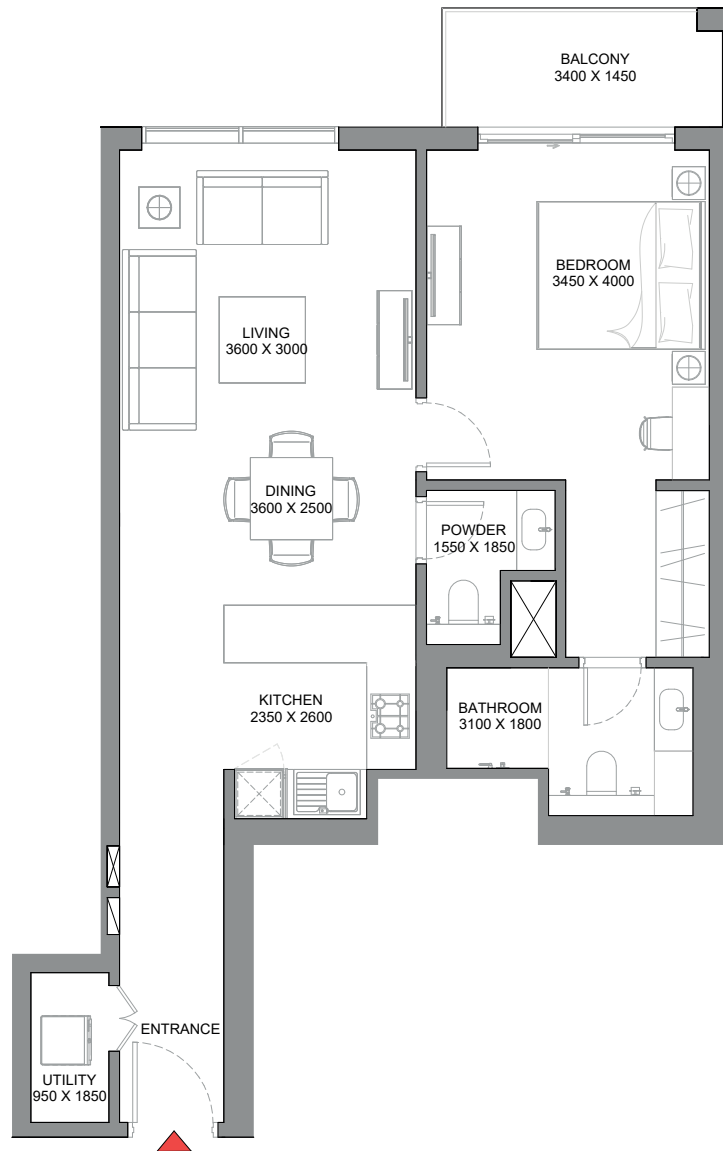 BALCONY
3400 X 1450
BEDROOM
3450 X 4000
LIVING
3600 X 3000
DINING
3600 X 2500
POWDER
1550 X 1850
KITCHEN
2350 X 2600
BATHROOM
3100 X 1800
ENTRANCE
UTILITY
950 X 1850